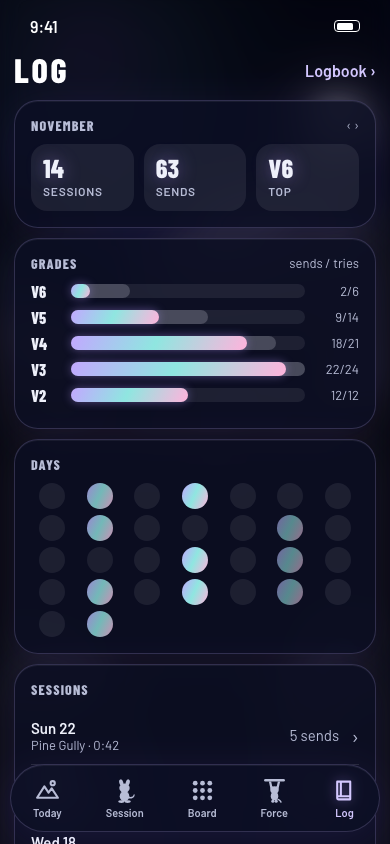 9:41
LOG
Logbook ›
NOVEMBER
‹ ›
14
SESSIONS
63
SENDS
V6
TOP
GRADES
sends / tries
V6
2/6
V5
9/14
V4
18/21
V3
22/24
V2
12/12
DAYS
SESSIONS
Sun 22
Pine Gully · 0:42
5 sends ›
Today
Session
Board
Force
Log
Wed 18